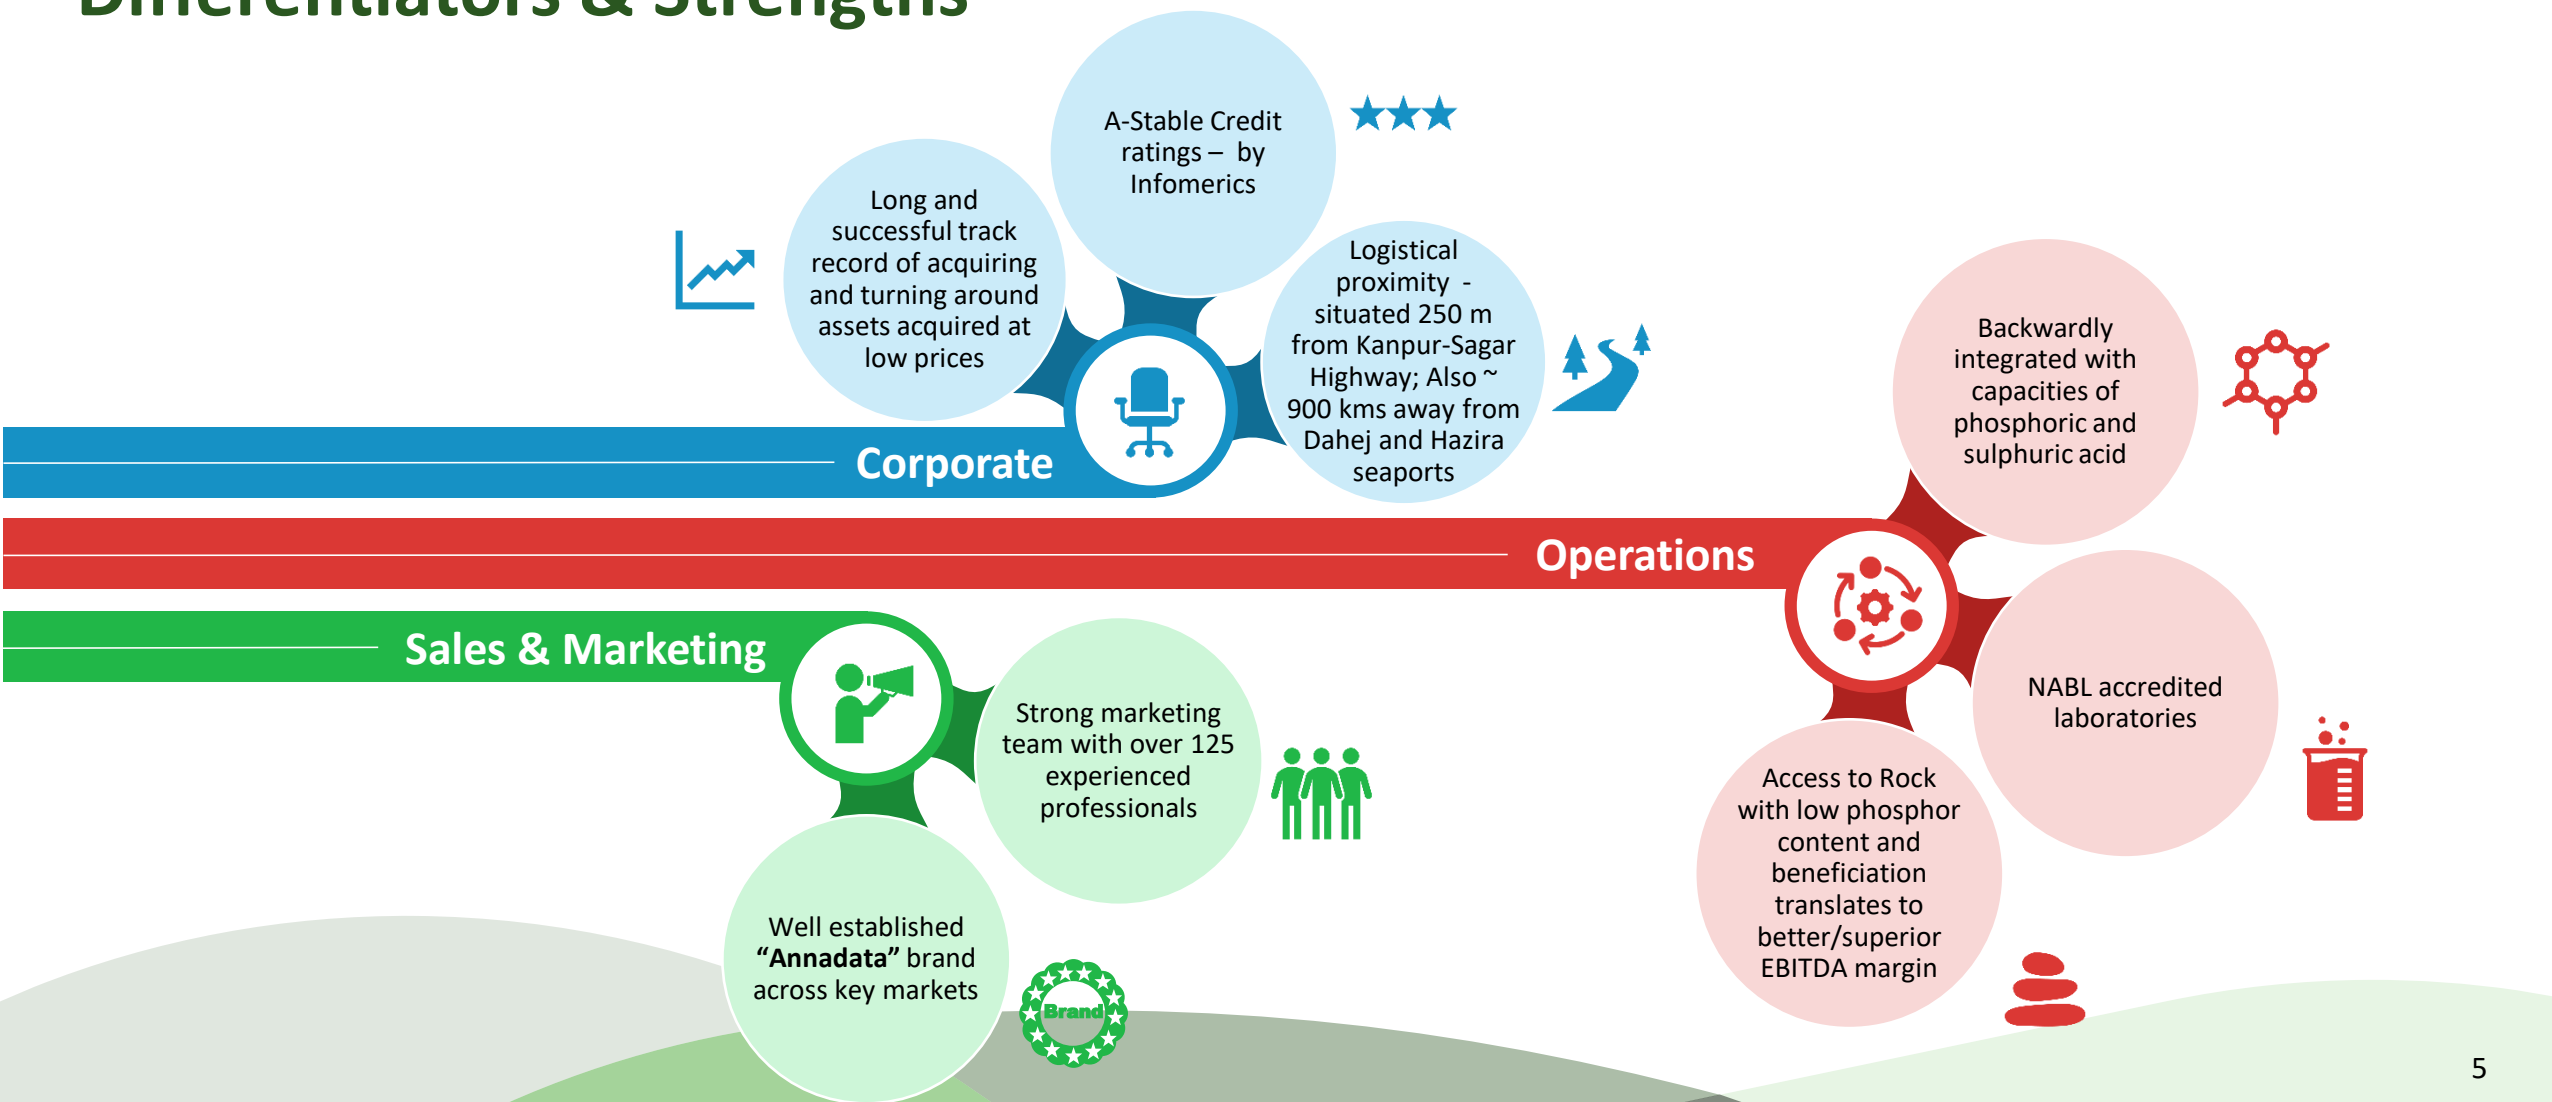 Differentiators & Strengths
A-Stable Credit
ratings – by
Infomerics
Long and
successful track
record of acquiring
and turning around
assets acquired at
low prices
Logistical
proximity -
situated 250 m
from Kanpur-Sagar
Highway; Also ~
900 kms away from
Dahej and Hazira
seaports
Corporate
Backwardly
integrated with
capacities of
phosphoric and
sulphuric acid
Operations
NABL accredited
laboratories
Access to Rock
with low phosphor
content and
beneficiation
translates to
better/superior
EBITDA margin
Sales & Marketing
Strong marketing
team with over 125
experienced
professionals
Well established
“Annadata” brand
across key markets
Brand
5